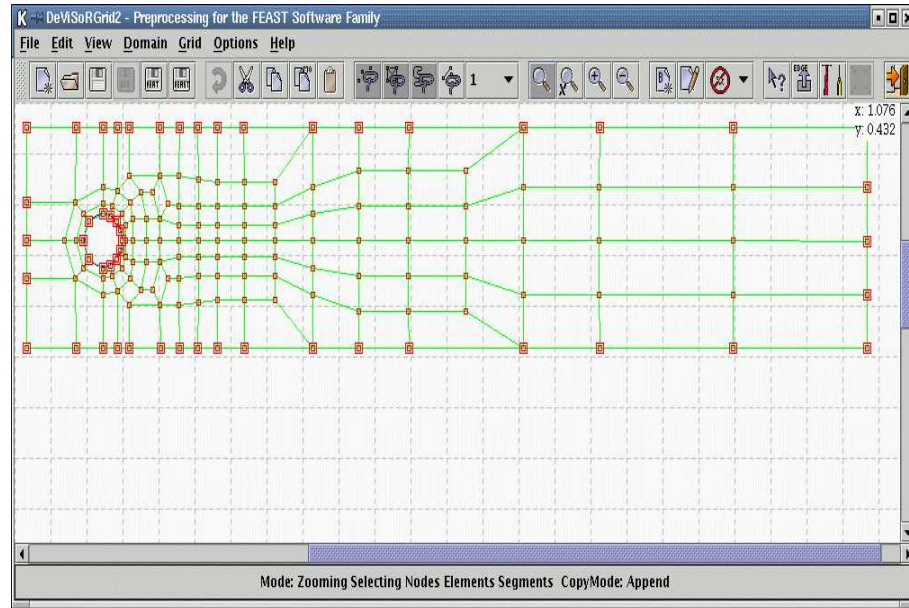 DeViSoRGrid2 - Preprocessing for the FEAST Software Family
File Edit View Domain Grid Options Help
1
x: 1.076
y: 0.432
Mode: Zooming Selecting Nodes Elements Segments CopyMode: Append